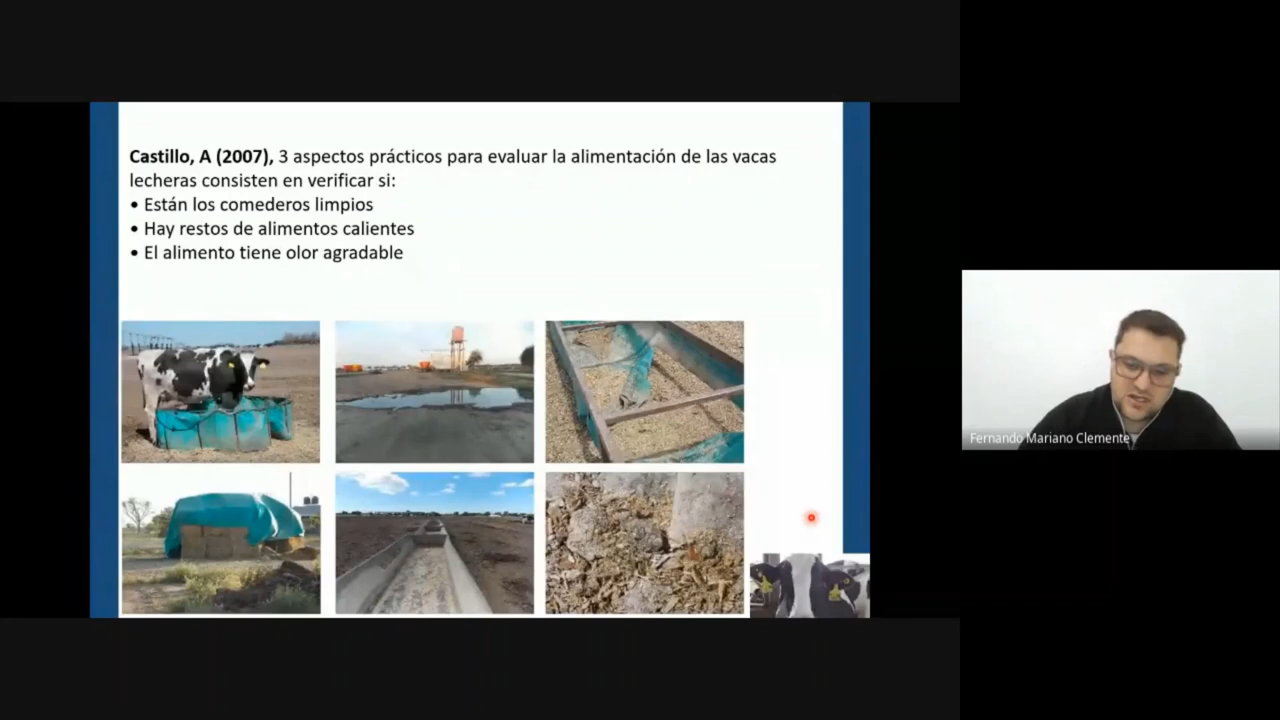 Castillo, A (2007), 3 aspectos prácticos para evaluar la alimentación de las vacas
lecheras consisten en verificar si:
• Están los comederos limpios
• Hay restos de alimentos calientes
• El alimento tiene olor agradable
Fernando Mariano Clemente